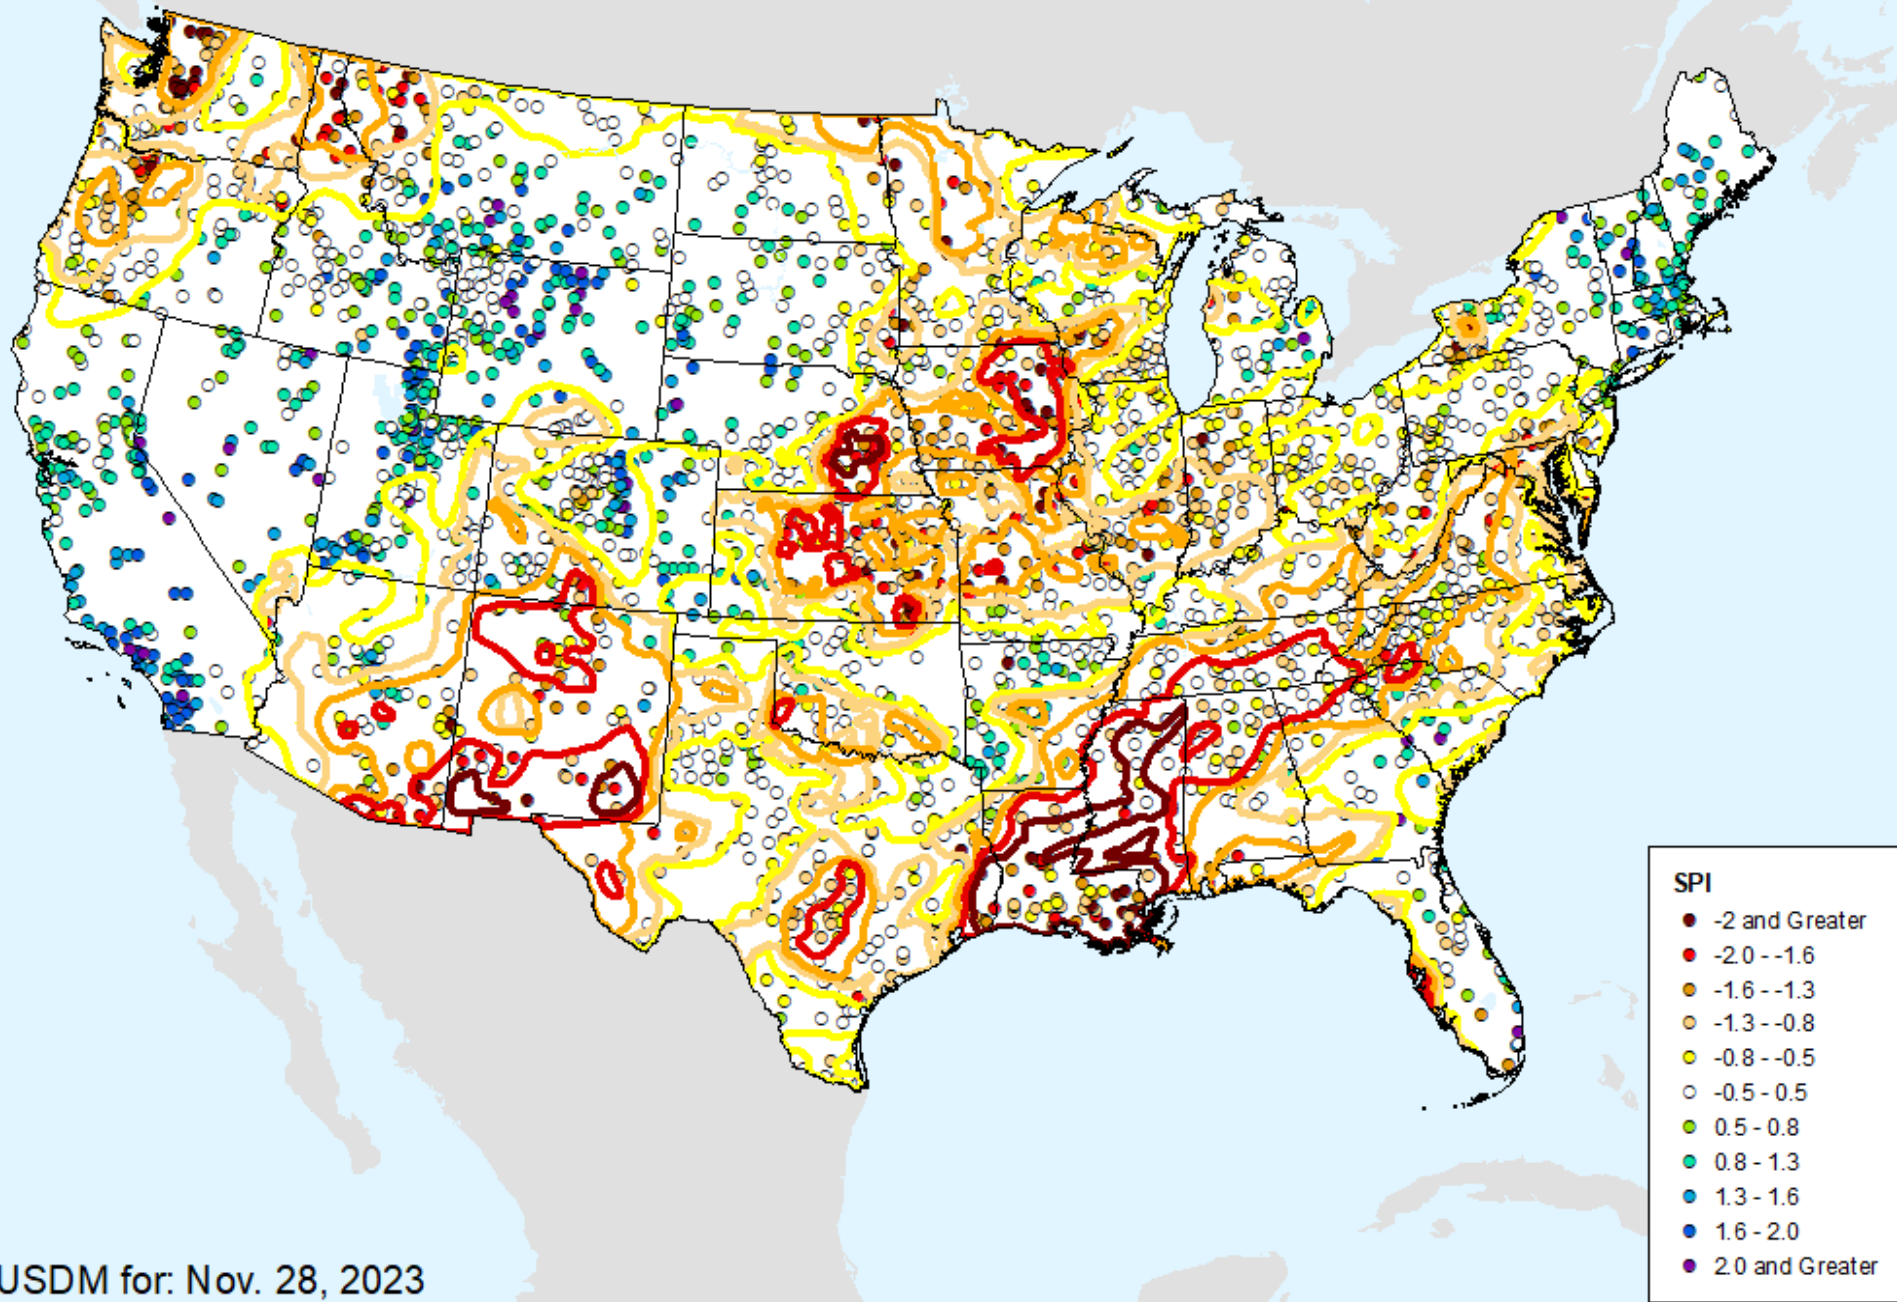 SPI
-2 and Greater
-2.0 - -1.6
-1.6 - -1.3
-1.3 - -0.8
-0.8 - -0.5
-0.5 - 0.5
0.5 - 0.8
0.8 - 1.3
1.3 - 1.6
1.6 - 2.0
2.0 and Greater
USDM for: Nov. 28, 2023